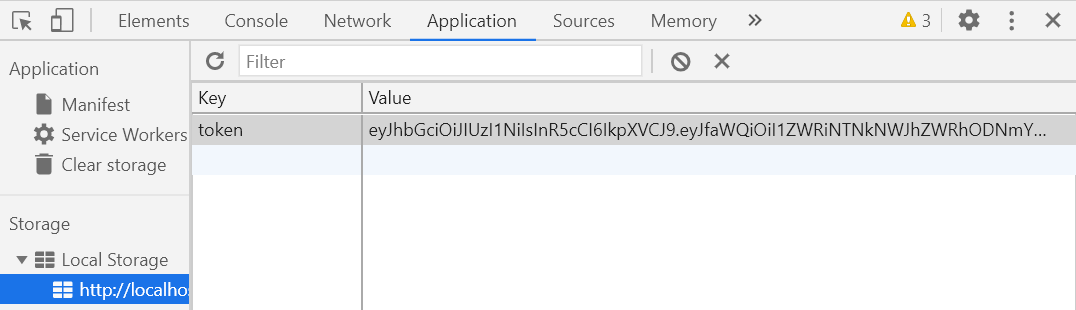 Elements Console Network Application Sources Memory 3
Application
Manifest
Service Workers
Clear storage
Storage
Local Storage
http://localhos
Filter
Key Value
token eyJhbGciOiJIUzI1NiIsInR5cCI6IkpXVCJ9.eyJfaWQiOiI1ZWRiNTNkNWJhZWRhODNmY...